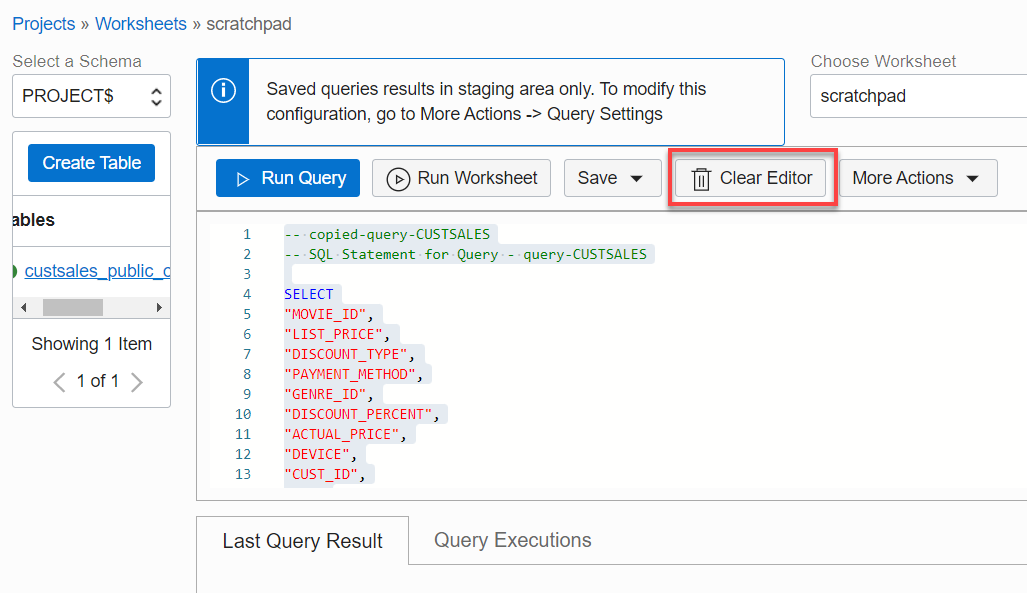 Projects » Worksheets » scratchpad
Select a Schema
PROJECT$
Create Table
ables
custsales_public_c
Showing 1 Item
1 of 1
Saved queries results in staging area only. To modify this
configuration, go to More Actions -> Query Settings
Choose Worksheet
scratchpad
Run Query Run Worksheet Save Clear Editor More Actions
1 -- copied-query-CUSTSALES
2 -- SQL Statement for Query - query-CUSTSALES
3
4 SELECT
5 "MOVIE_ID",
6 "LIST_PRICE",
7 "DISCOUNT_TYPE",
8 "PAYMENT_METHOD",
9 "GENRE_ID",
10 "DISCOUNT_PERCENT",
11 "ACTUAL_PRICE",
12 "DEVICE",
13 "CUST_ID",
Last Query Result Query Executions